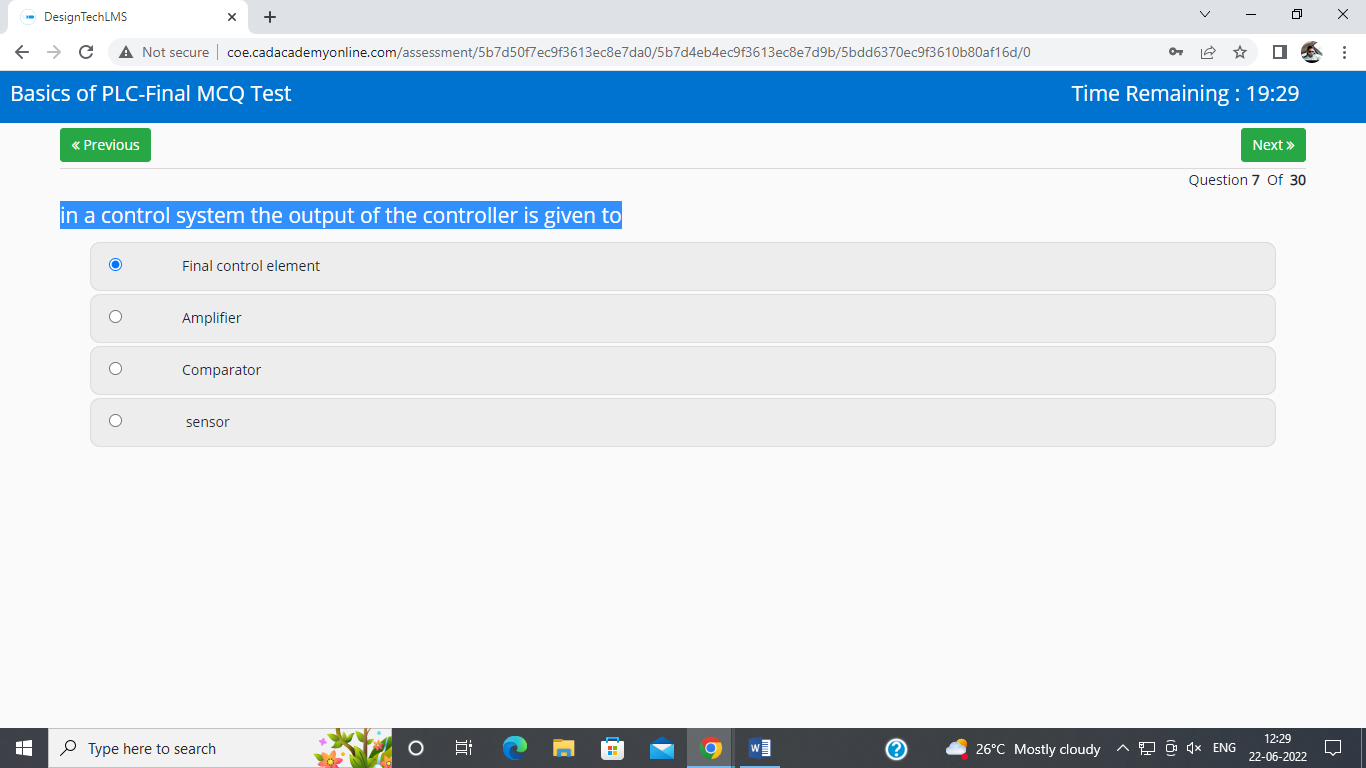 DesignTechLMS
Not secure
coe.cadacademyonline.com/assessment/5b7d50f7ec9f3613ec8e7da0/5b7d4eb4ec9f3613ec8e7d9b/5bdd6370ec9f3610b80af16d/0
Basics of PLC-Final MCQ Test
Time Remaining : 19:29
« Previous
Next »
Question 7 Of 30
in a control system the output of the controller is given to
Final control element
Amplifier
Comparator
sensor
Type here to search
26°C Mostly cloudy
ENG
12:29
22-06-2022